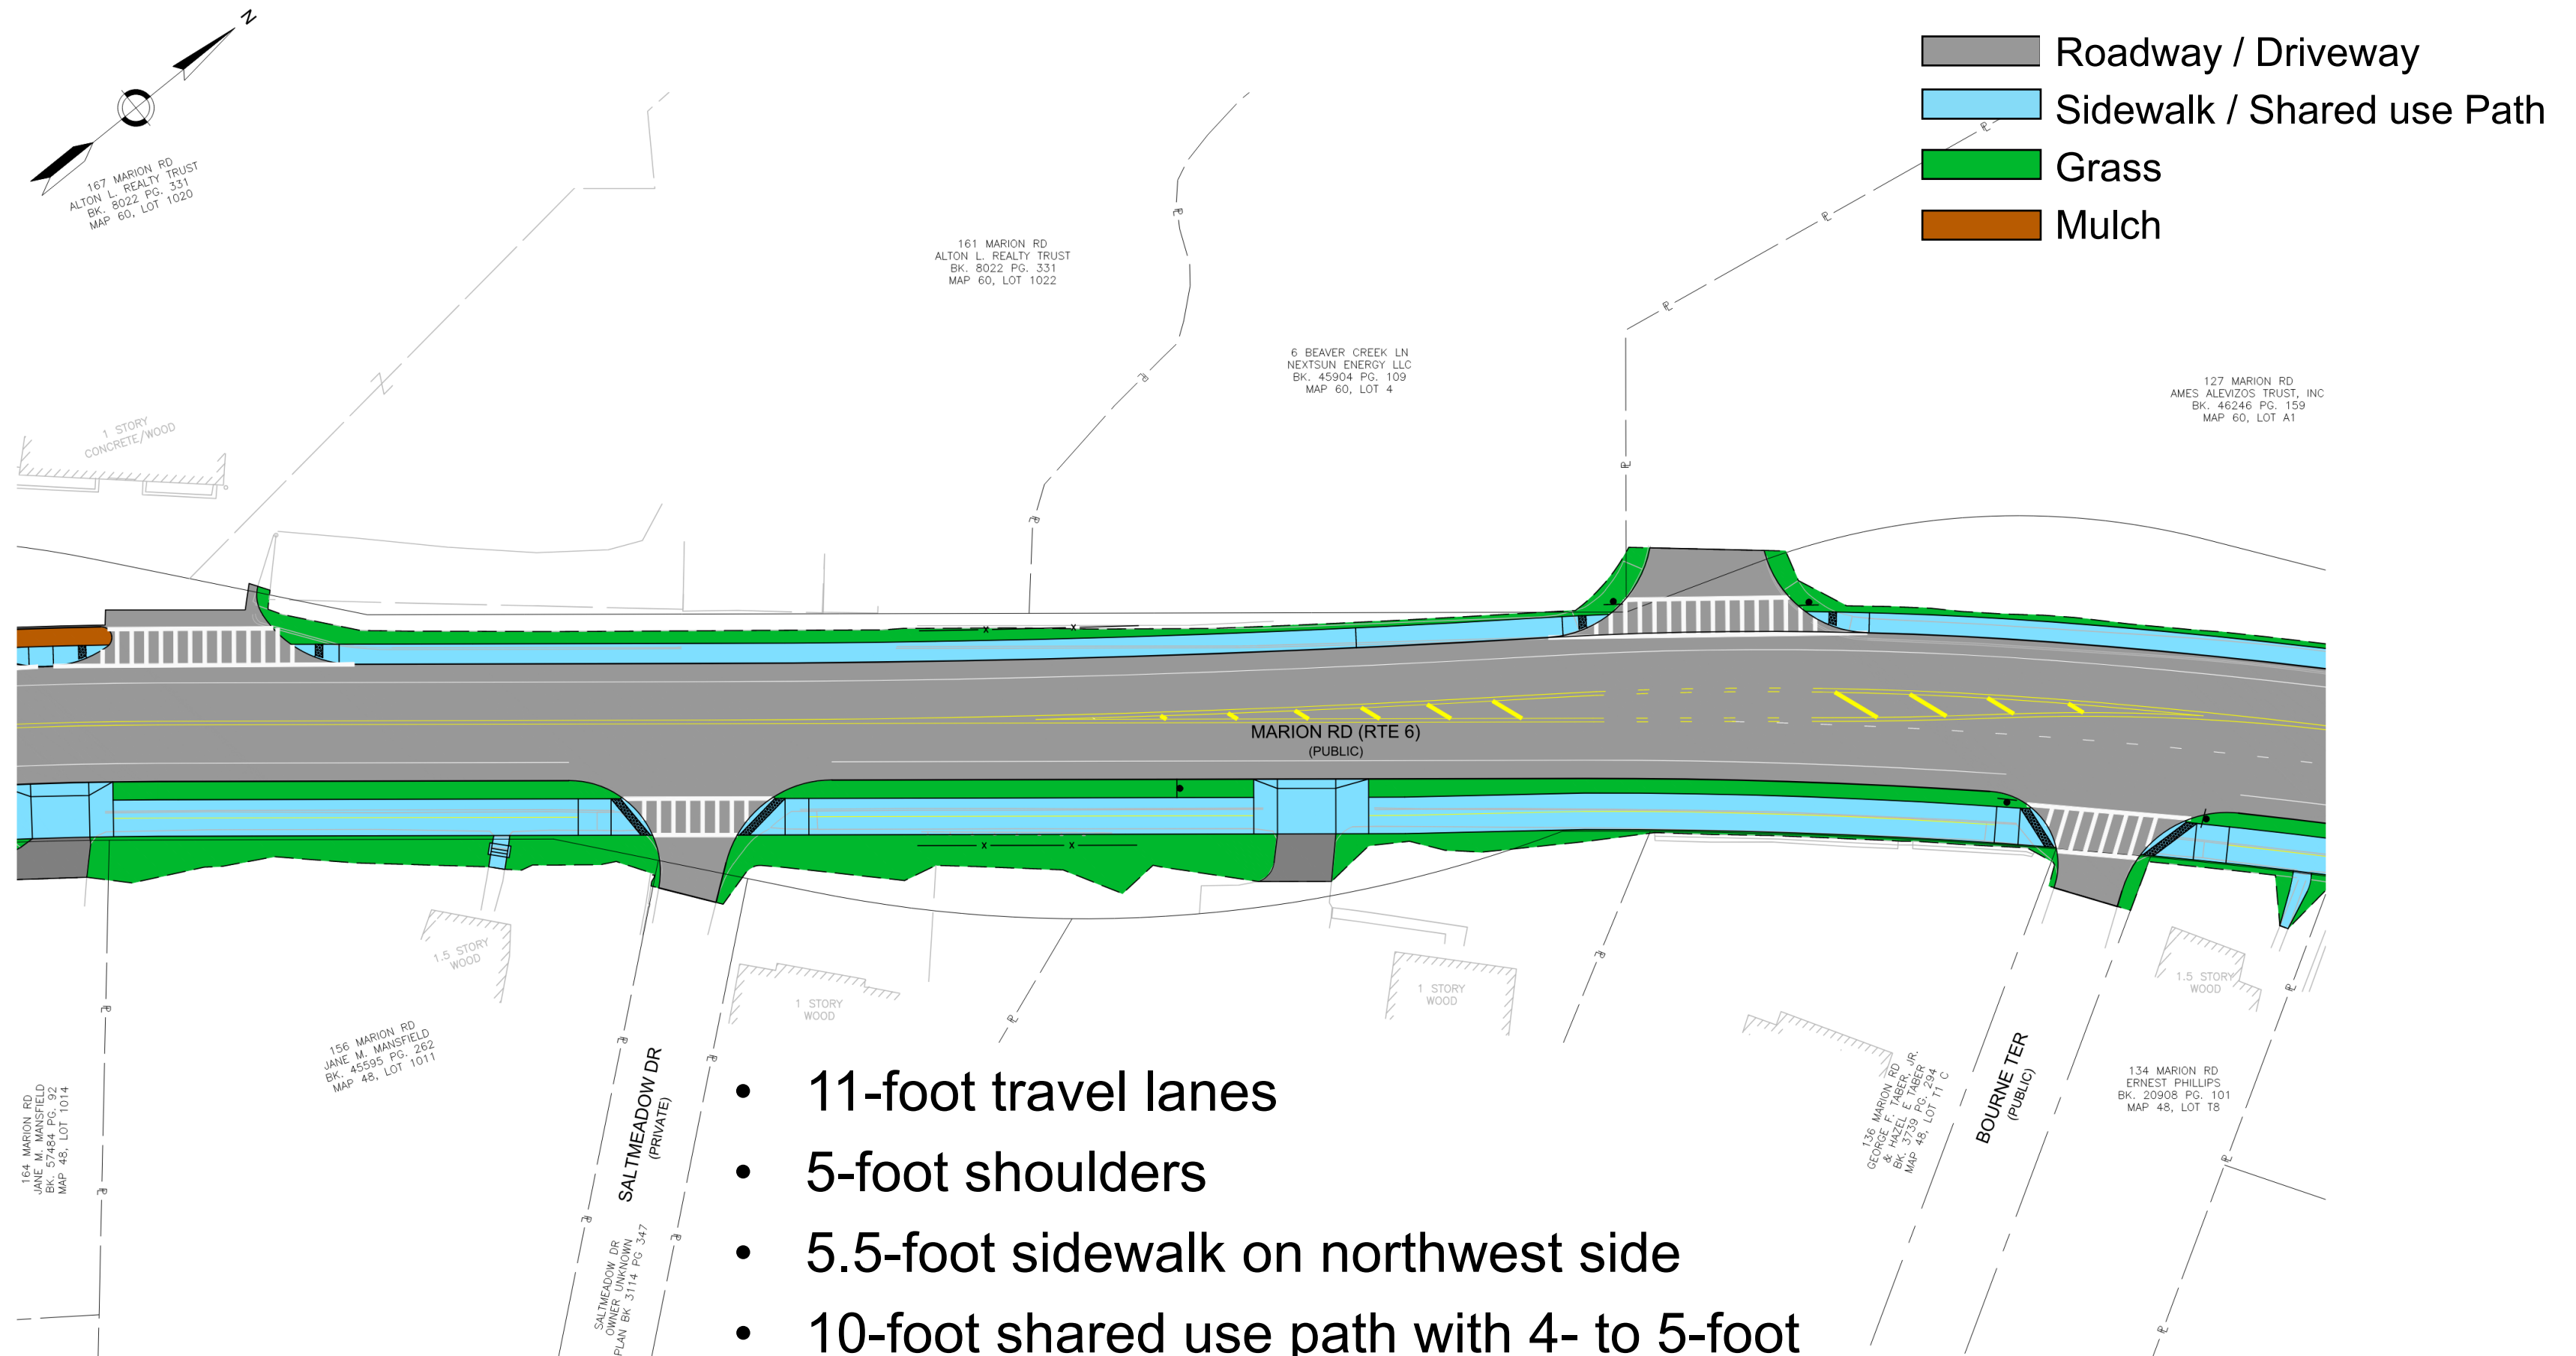 N
Roadway / Driveway
Sidewalk / Shared use Path
Grass
Mulch
167 MARION RD
ALTON L. REALTY TRUST
BK. 8022 PG. 331
MAP 60, LOT 1020
161 MARION RD
ALTON L. REALTY TRUST
BK. 8022 PG. 331
MAP 60, LOT 1022
6 BEAVER CREEK LN
NEXTSUN ENERGY LLC
BK. 45904 PG. 109
MAP 60, LOT 4
127 MARION RD
AMES ALEVIZOS TRUST, INC
BK. 46246 PG. 159
MAP 60, LOT A1
1 STORY
CONCRETE/WOOD
MARION RD (RTE 6)
(PUBLIC)
1.5 STORY
WOOD
1 STORY
WOOD
1 STORY
WOOD
1.5 STORY
WOOD
164 MARION RD
JANE M. MANSFIELD
BK. 57484 PG. 92
MAP 48, LOT 1014
156 MARION RD
JANE M. MANSFIELD
BK. 45595 PG. 262
MAP 48, LOT 1011
SALTMEADOW DR
(PRIVATE)
SALTMEADOW DR
OWNER UNKNOWN
PLAN BK 3114 PG 347
136 MARION RD
GEORGE F. TABER, JR.
& HAZEL E TABER
BK. 3739 PG. 294
MAP 48, LOT T1 C
BOURNE TER
(PUBLIC)
134 MARION RD
ERNEST PHILLIPS
BK. 20908 PG. 101
MAP 48, LOT T8
• 11-foot travel lanes
• 5-foot shoulders
• 5.5-foot sidewalk on northwest side
• 10-foot shared use path with 4- to 5-foot